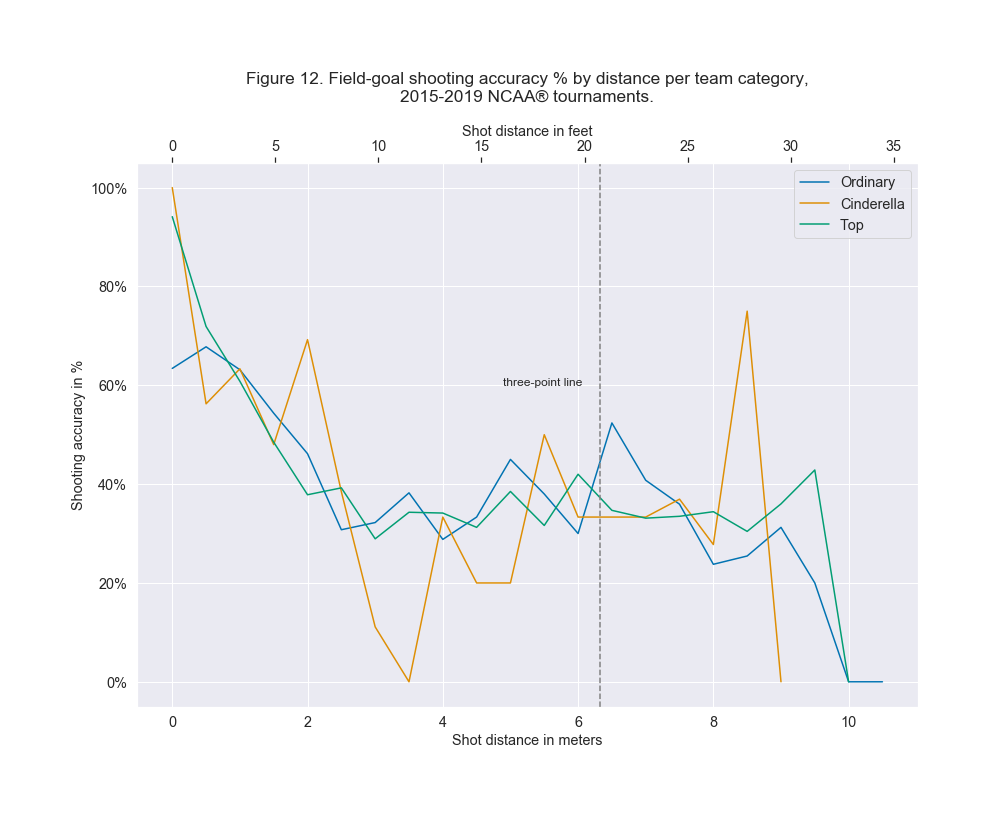 Figure 12. Field-goal shooting accuracy % by distance per team category,
2015-2019 NCAA® tournaments.
Shot distance in feet
0 5 10 15 20 25 30 35
Ordinary
Cinderella
Top
100%
80%
60%
40%
20%
0%
Shooting accuracy in %
three-point line
0 2 4 6 8 10
Shot distance in meters